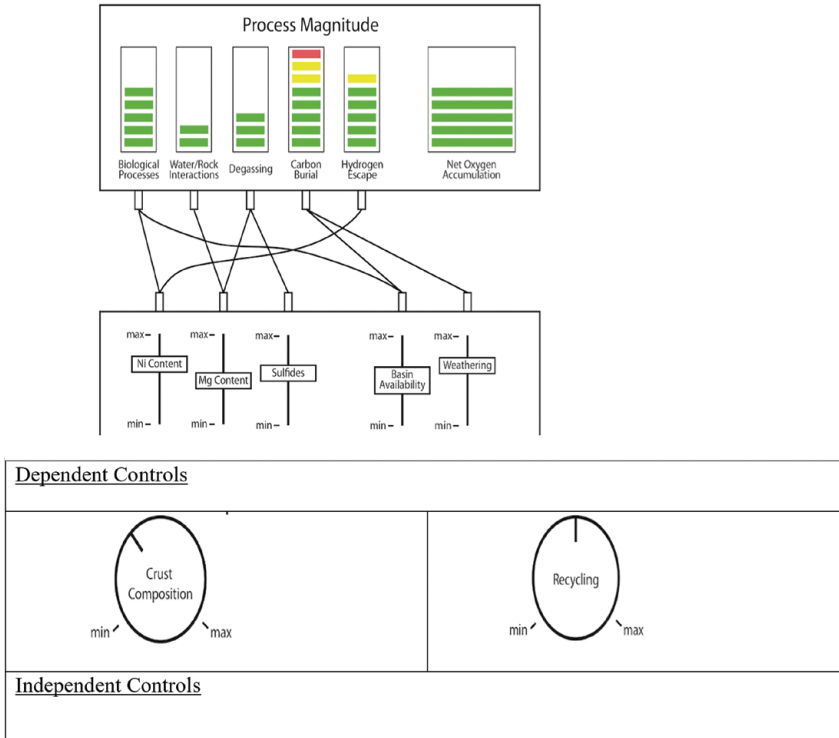 Process Magnitude
Biological Processes
Water/Rock Interactions
Degassing
Carbon Burial
Hydrogen Escape
Net Oxygen Accumulation
max max max max max
Ni Content
Mg Content
Sulfides
Basin Availability
Weathering
min min min min min
Dependent Controls
Crust Composition
min max
Recycling
min max
Independent Controls